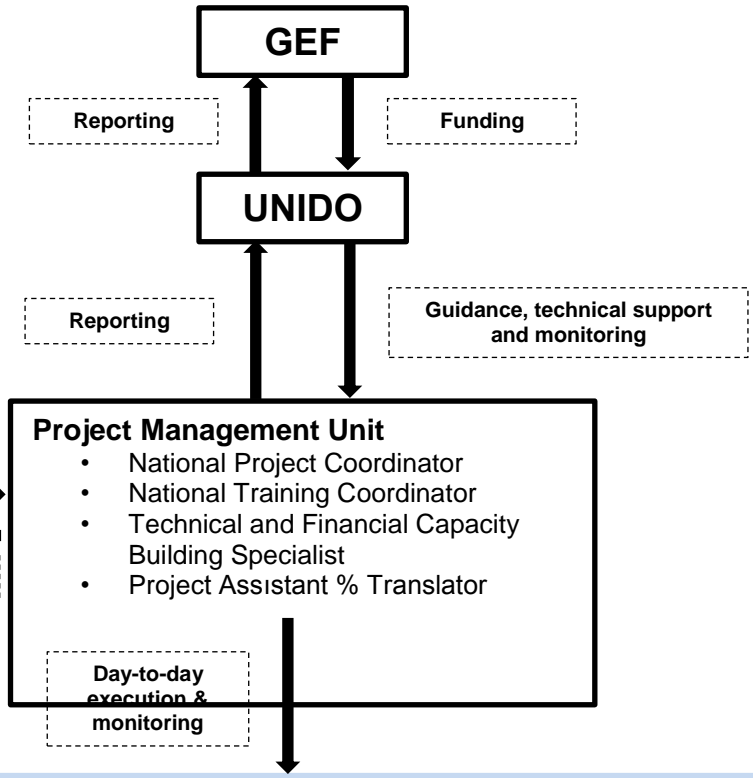 GEF
Reporting
Funding
UNIDO
Reporting
Guidance, technical support
and monitoring
Project Management Unit
• National Project Coordinator
• National Training Coordinator
• Technical and Financial Capacity
Building Specialist
• Project Assıstant % Translator
Day-to-day
execution &
monitoring